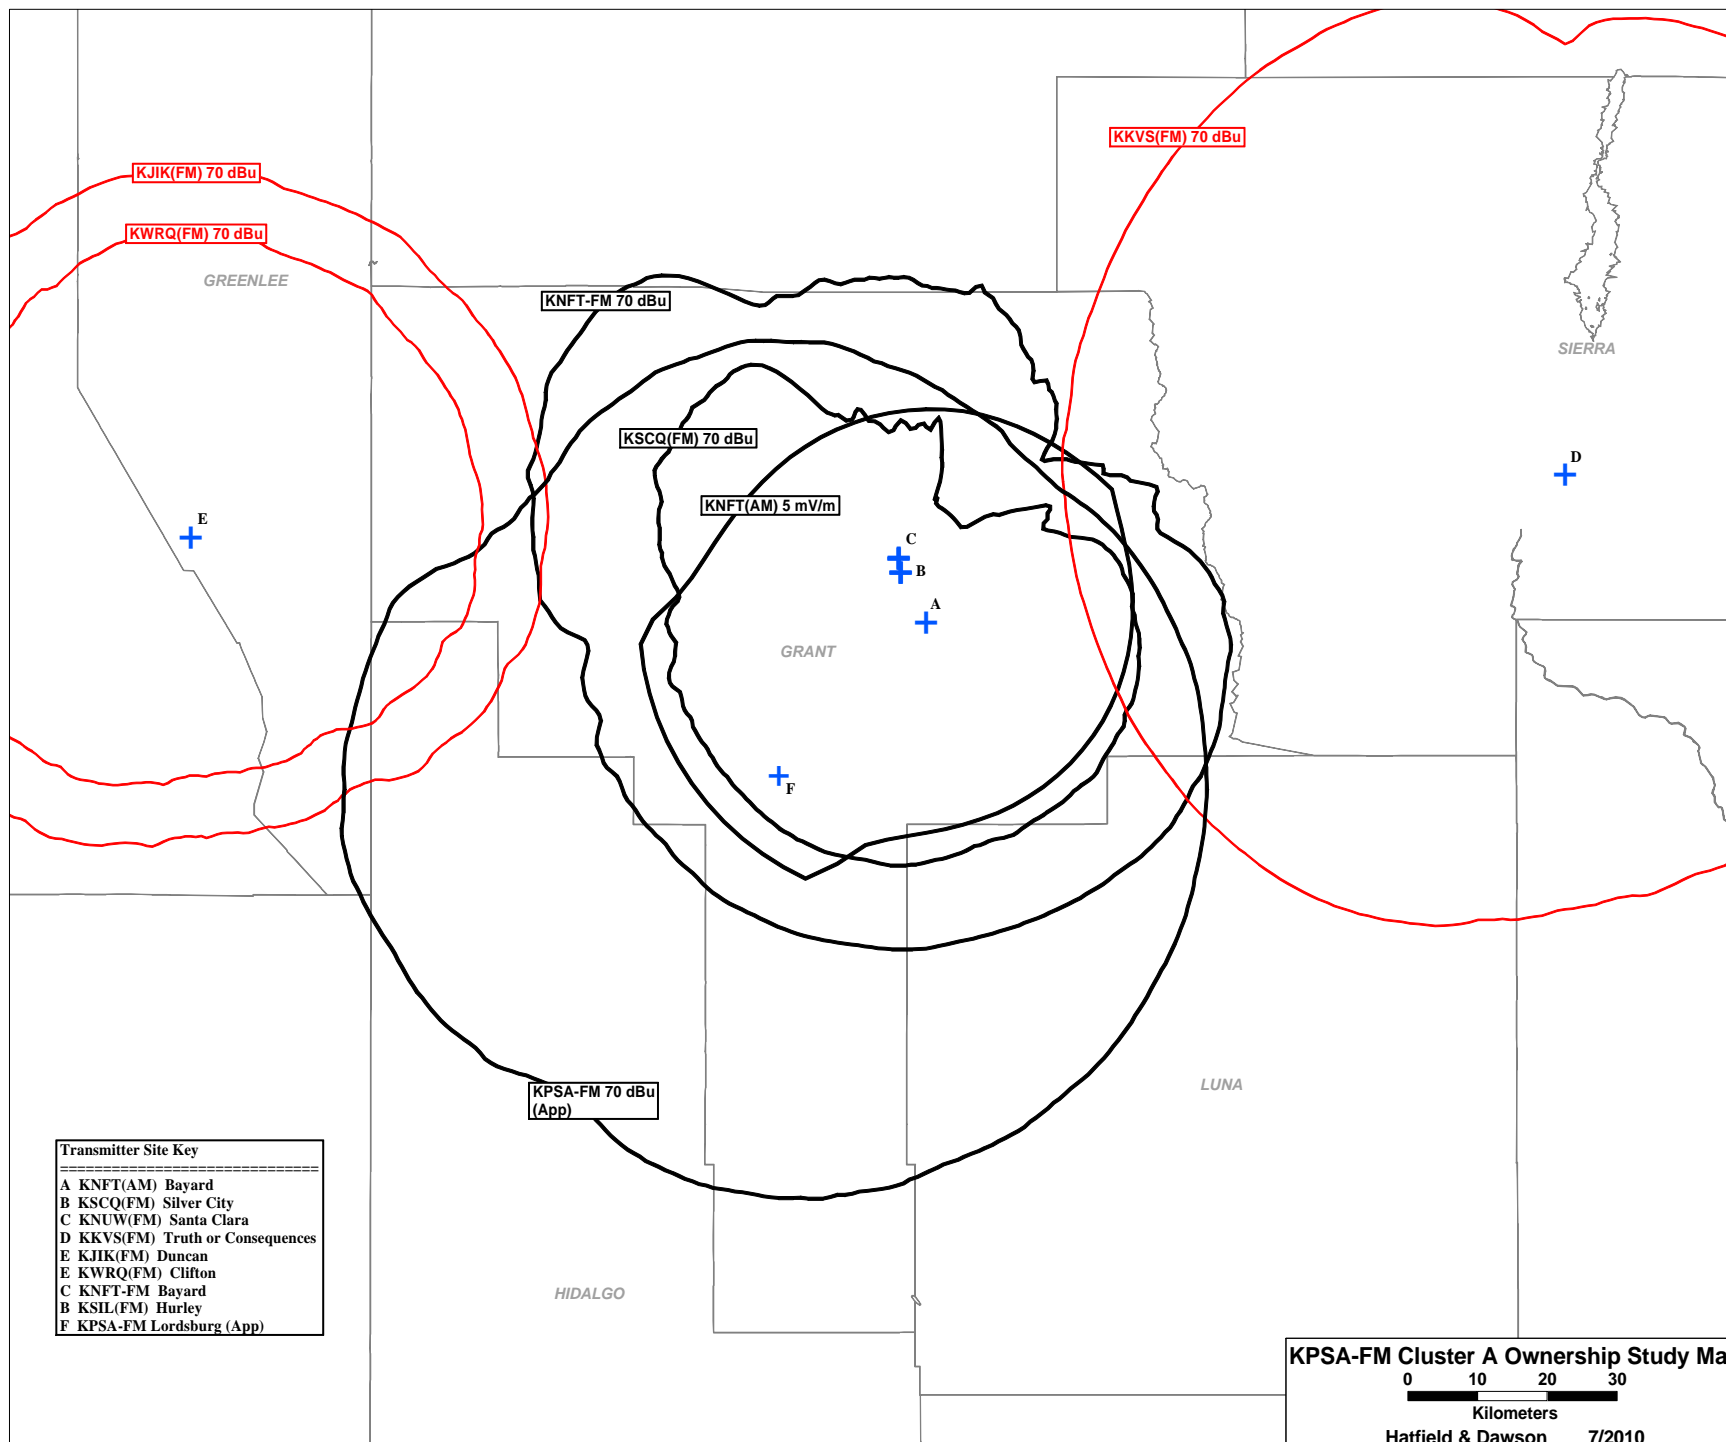 KKVS(FM) 70 dBu
KJIK(FM) 70 dBu
KWRQ(FM) 70 dBu
GREENLEE
KNFT-FM 70 dBu
SIERRA
KSCQ(FM) 70 dBu
D
KNFT(AM) 5 mV/m
E
C
B
A
GRANT
F
LUNA
KPSA-FM 70 dBu
(App)
HIDALGO
Transmitter Site Key
==============================
A KNFT(AM) Bayard
B KSCQ(FM) Silver City
C KNUW(FM) Santa Clara
D KKVS(FM) Truth or Consequences
E KJIK(FM) Duncan
E KWRQ(FM) Clifton
C KNFT-FM Bayard
B KSIL(FM) Hurley
F KPSA-FM Lordsburg (App)
KPSA-FM Cluster A Ownership Study Ma
0 10 20 30
Kilometers
Hatfield & Dawson 7/2010